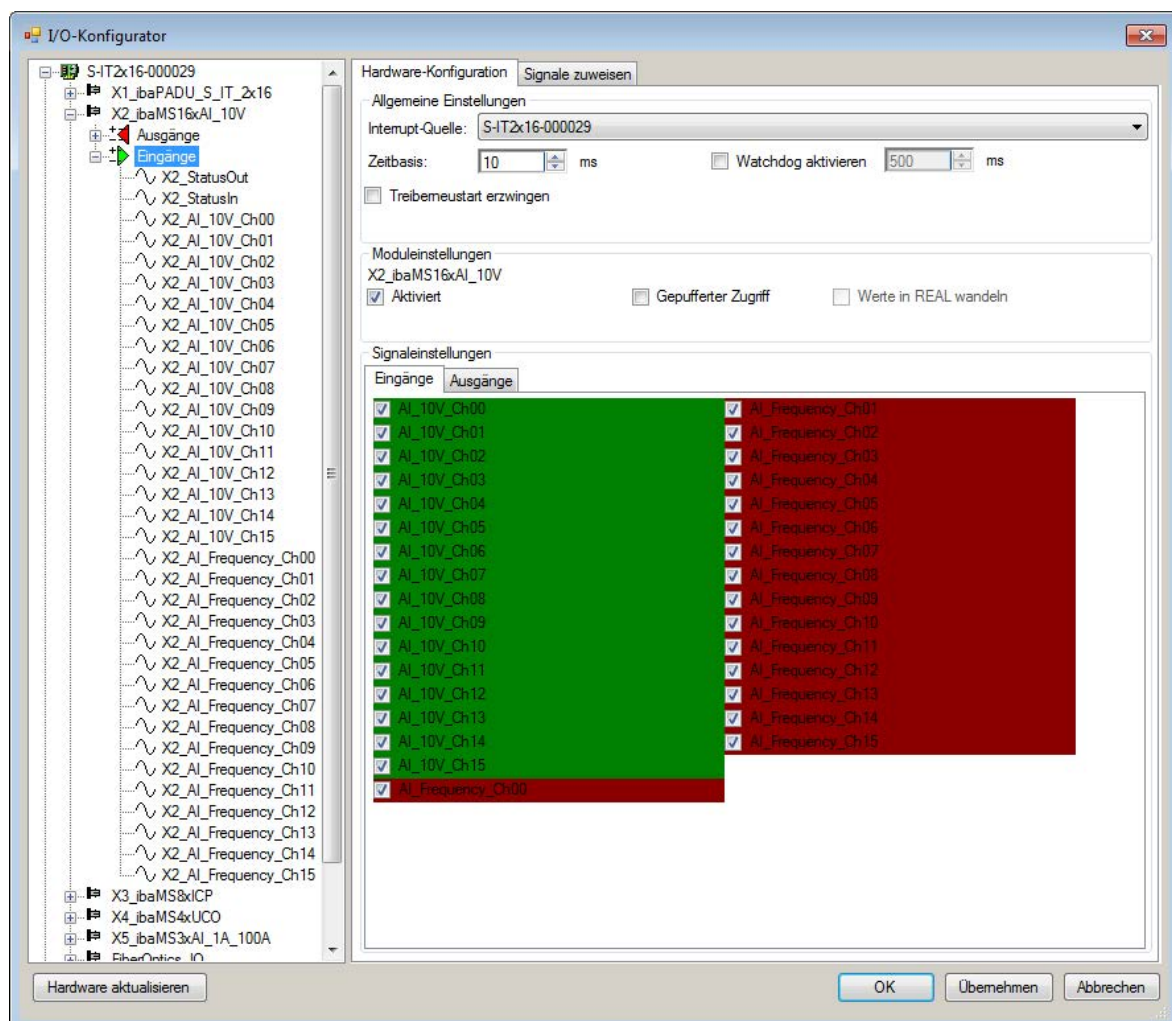 I/O-Konfigurator
S-IT2x16-000029
X1_ibaPADU_S_IT_2x16
X2_ibaMS16xAI_10V
Ausgänge
Eingänge
X2_StatusOut
X2_StatusIn
X2_AI_10V_Ch00
X2_AI_10V_Ch01
X2_AI_10V_Ch02
X2_AI_10V_Ch03
X2_AI_10V_Ch04
X2_AI_10V_Ch05
X2_AI_10V_Ch06
X2_AI_10V_Ch07
X2_AI_10V_Ch08
X2_AI_10V_Ch09
X2_AI_10V_Ch10
X2_AI_10V_Ch11
X2_AI_10V_Ch12
X2_AI_10V_Ch13
X2_AI_10V_Ch14
X2_AI_10V_Ch15
X2_AI_Frequency_Ch00
X2_AI_Frequency_Ch01
X2_AI_Frequency_Ch02
X2_AI_Frequency_Ch03
X2_AI_Frequency_Ch04
X2_AI_Frequency_Ch05
X2_AI_Frequency_Ch06
X2_AI_Frequency_Ch07
X2_AI_Frequency_Ch08
X2_AI_Frequency_Ch09
X2_AI_Frequency_Ch10
X2_AI_Frequency_Ch11
X2_AI_Frequency_Ch12
X2_AI_Frequency_Ch13
X2_AI_Frequency_Ch14
X2_AI_Frequency_Ch15
X3_ibaMS8xICP
X4_ibaMS4xUCO
X5_ibaMS3xAI_1A_100A
FiberOptics_IO
Hardware-Konfiguration Signale zuweisen
Allgemeine Einstellungen
Interrupt-Quelle: S-IT2x16-000029
Zeitbasis: 10 ms Watchdog aktivieren 500 ms
Treiberneustart erzwingen
Moduleinstellungen
X2_ibaMS16xAI_10V
Aktiviert Gepufferter Zugriff Werte in REAL wandeln
Signaleinstellungen
Eingänge Ausgänge
AI_10V_Ch00
AI_10V_Ch01
AI_10V_Ch02
AI_10V_Ch03
AI_10V_Ch04
AI_10V_Ch05
AI_10V_Ch06
AI_10V_Ch07
AI_10V_Ch08
AI_10V_Ch09
AI_10V_Ch10
AI_10V_Ch11
AI_10V_Ch12
AI_10V_Ch13
AI_10V_Ch14
AI_10V_Ch15
AI_Frequency_Ch00
AI_Frequency_Ch01
AI_Frequency_Ch02
AI_Frequency_Ch03
AI_Frequency_Ch04
AI_Frequency_Ch05
AI_Frequency_Ch06
AI_Frequency_Ch07
AI_Frequency_Ch08
AI_Frequency_Ch09
AI_Frequency_Ch10
AI_Frequency_Ch11
AI_Frequency_Ch12
AI_Frequency_Ch13
AI_Frequency_Ch14
AI_Frequency_Ch15
Hardware aktualisieren OK Übernehmen Abbrechen